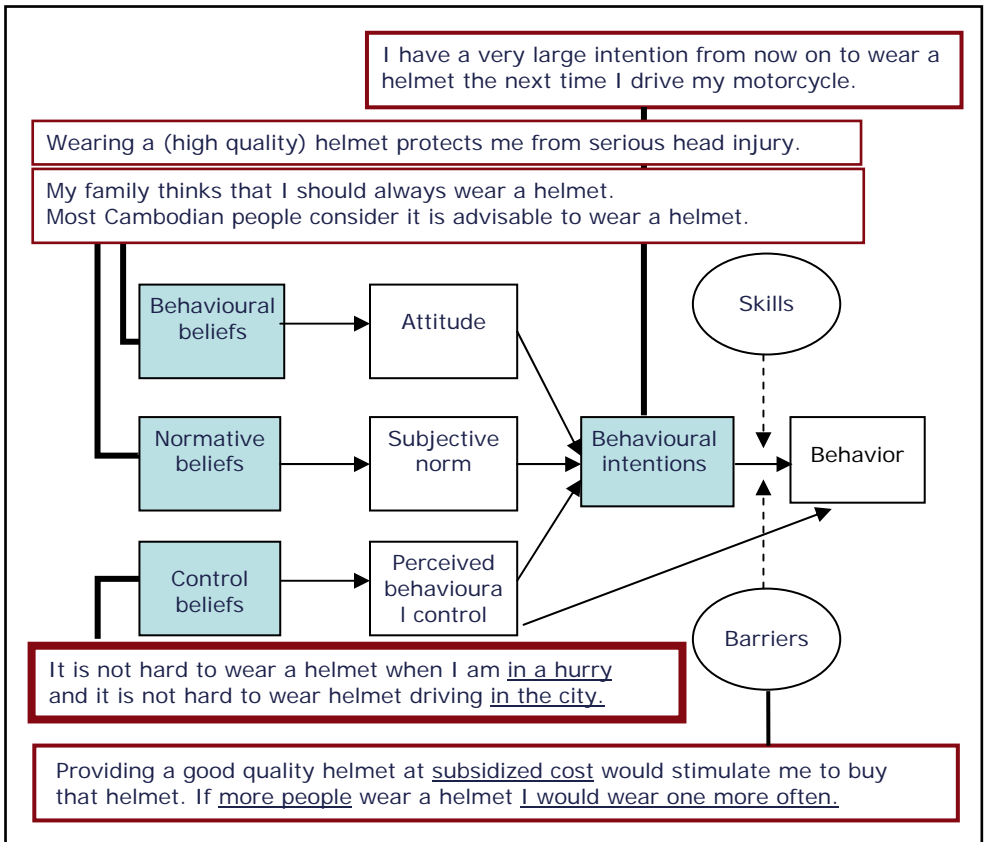 I have a very large intention from now on to wear a
helmet the next time I drive my motorcycle.
Wearing a (high quality) helmet protects me from serious head injury.
My family thinks that I should always wear a helmet.
Most Cambodian people consider it is advisable to wear a helmet.
Behavioural
beliefs
Attitude
Skills
Normative
beliefs
Subjective
norm
Behavioural
intentions
Behavior
Control
beliefs
Perceived
behavioura
l control
Barriers
It is not hard to wear a helmet when I am in a hurry
and it is not hard to wear helmet driving in the city.
Providing a good quality helmet at subsidized cost would stimulate me to buy
that helmet. If more people wear a helmet I would wear one more often.